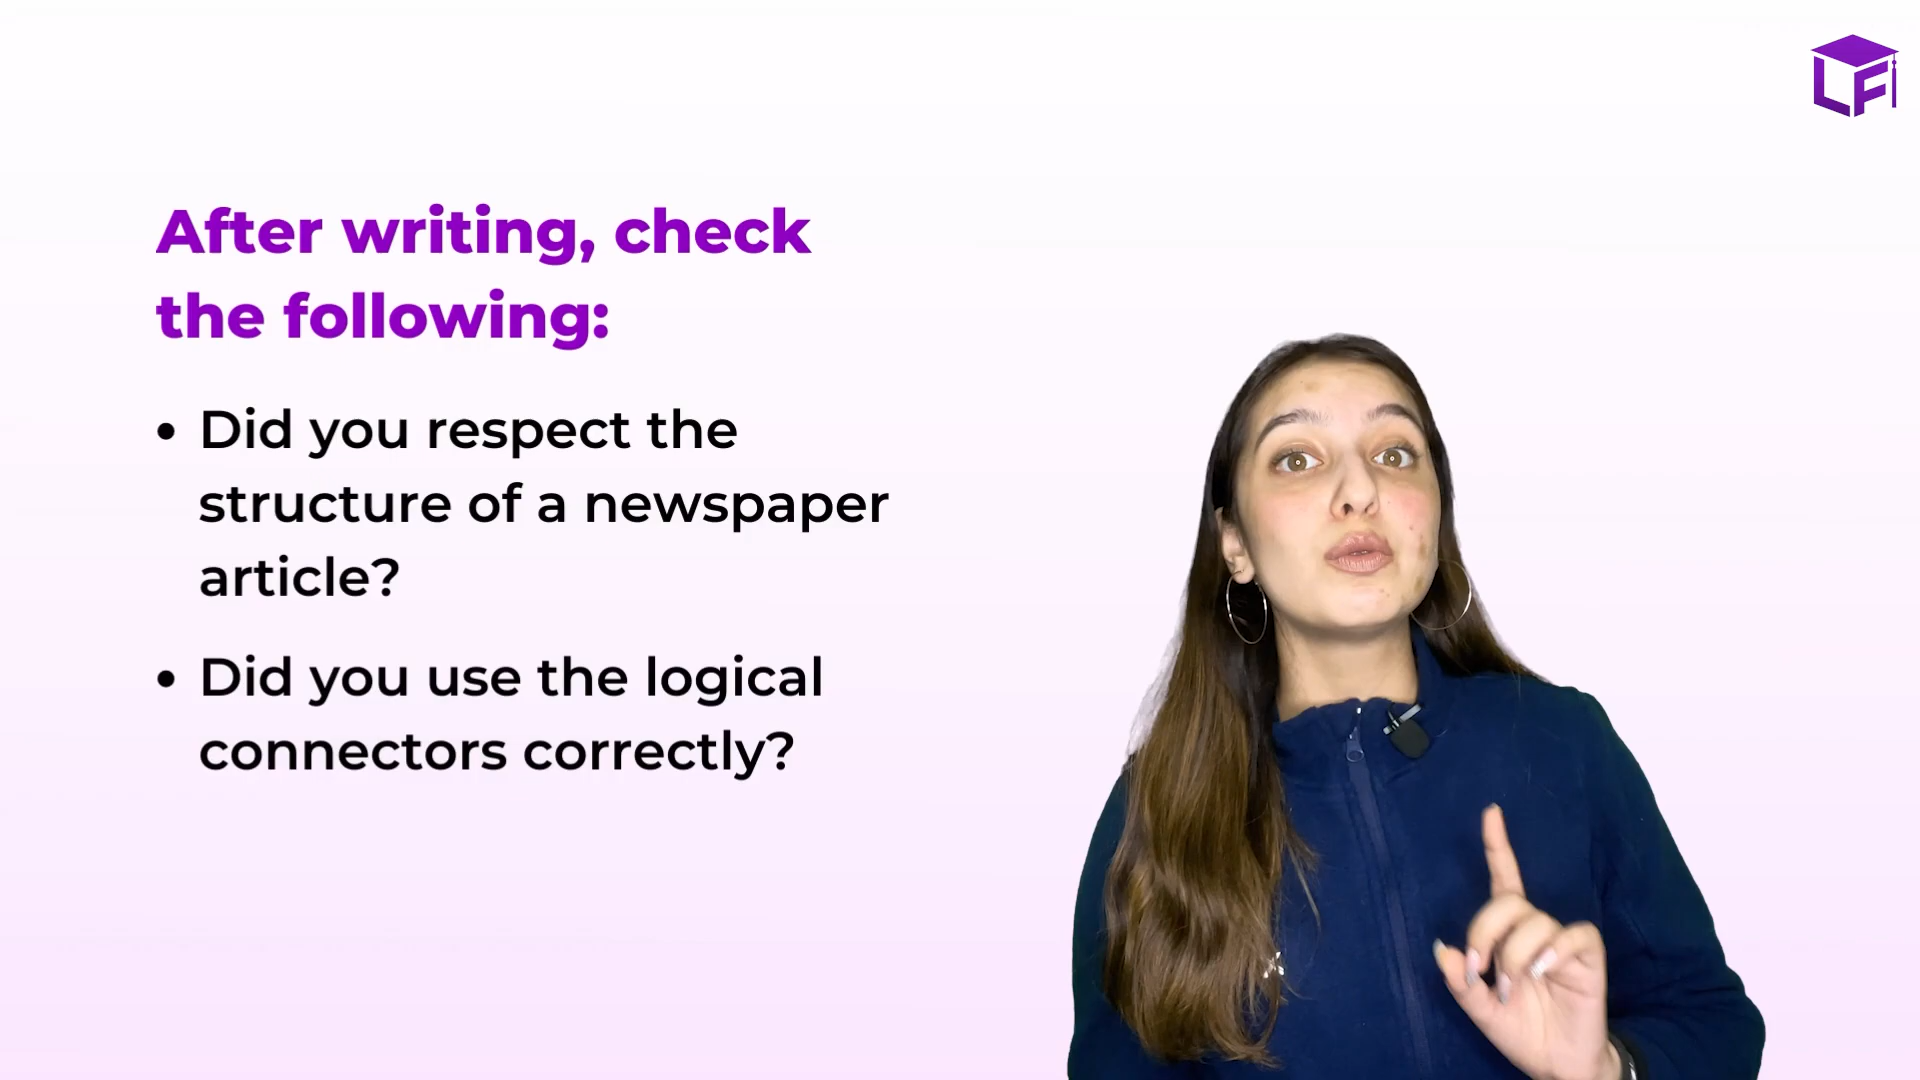 LF
After writing, check
the following:
• Did you respect the
structure of a newspaper
article?
• Did you use the logical
connectors correctly?